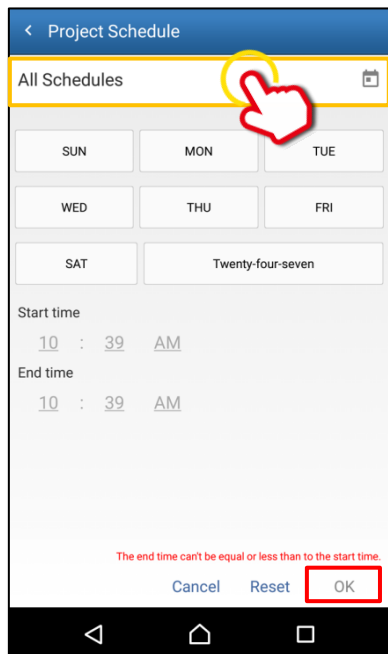 Project Schedule
All Schedules
SUN MON TUE
WED THU FRI
SAT Twenty-four-seven
Start time
10 : 39 AM
End time
10 : 39 AM
The end time can't be equal or less than to the start time.
Cancel Reset OK